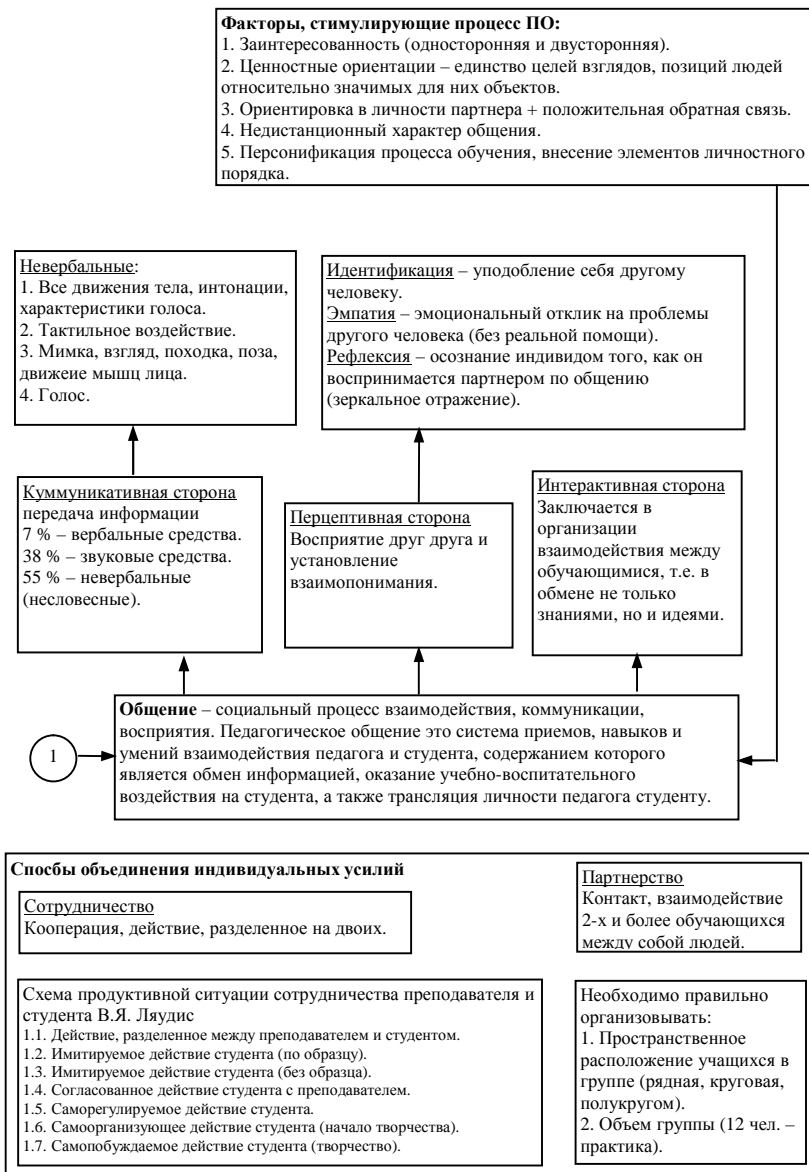 Факторы, стимулирующие процесс ПО:
1. Заинтересованность (односторонняя и двусторонняя).
2. Ценностные ориентации – единство целей взглядов, позиций людей
относительно значимых для них объектов.
3. Ориентировка в личности партнера + положительная обратная связь.
4. Недистанционный характер общения.
5. Персонификация процесса обучения, внесение элементов личностного
порядка.
Невербальные:
1. Все движения тела, интонации,
характеристики голоса.
2. Тактильное воздействие.
3. Мимка, взгляд, походка, поза,
движеие мышц лица.
4. Голос.
Идентификация – уподобление себя другому
человеку.
Эмпатия – эмоциональный отклик на проблемы
другого человека (без реальной помощи).
Рефлексия – осознание индивидом того, как он
воспринимается партнером по общению
(зеркальное отражение).
Куммуникативная сторона
передача информации
7 % – вербальные средства.
38 % – звуковые средства.
55 % – невербальные
(несловесные).
Перцептивная сторона
Восприятие друг друга и
установление
взаимопонимания.
Интерактивная сторона
Заключается в
организации
взаимодействия между
обучающимися, т.е. в
обмене не только
знаниями, но и идеями.
1
Общение – социальный процесс взаимодействия, коммуникации,
восприятия. Педагогическое общение это система приемов, навыков и
умений взаимодействия педагога и студента, содержанием которого
является обмен информацией, оказание учебно-воспитательного
воздействия на студента, а также трансляция личности педагога студенту.
Спосбы объединения индивидуальных усилий
Сотрудничество
Кооперация, действие, разделенное на двоих.
Партнерство
Контакт, взаимодействие
2-х и более обучающихся
между собой людей.
Схема продуктивной ситуации сотрудничества преподавателя и
студента В.Я. Ляудис
1.1. Действие, разделенное между преподавателем и студентом.
1.2. Имитируемое действие студента (по образцу).
1.3. Имитируемое действие студента (без образца).
1.4. Согласованное действие студента с преподавателем.
1.5. Саморегулируемое действие студента.
1.6. Самоорганизующее действие студента (начало творчества).
1.7. Самопобуждаемое действие студента (творчество).
Необходимо правильно
организовывать:
1. Пространственное
расположение учащихся в
группе (рядная, круговая,
полукругом).
2. Объем группы (12 чел. –
практика).